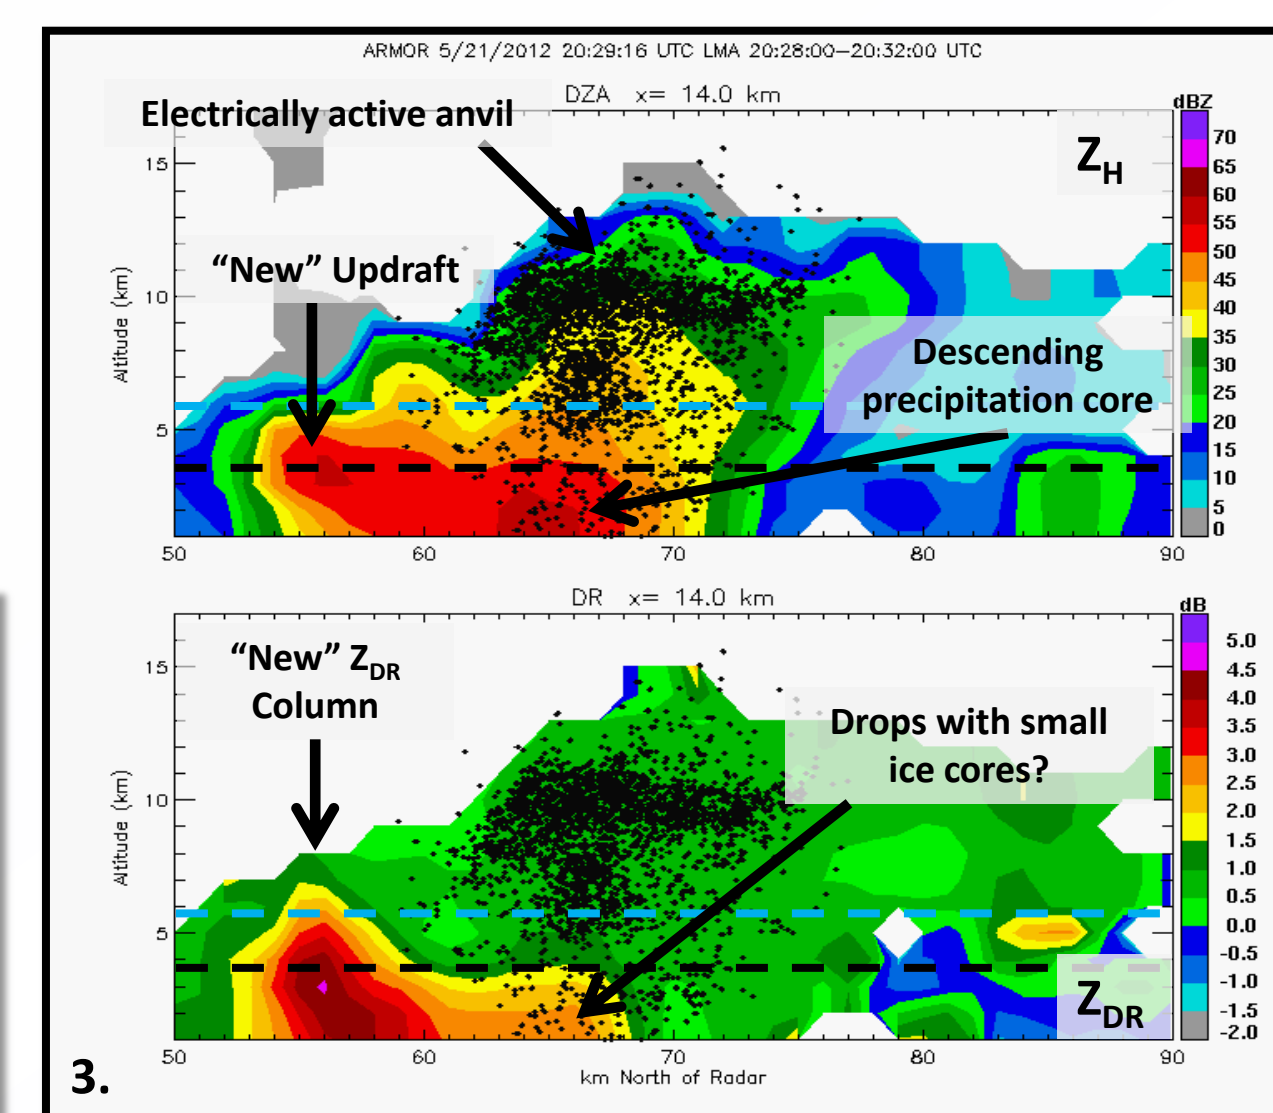 ARMOR 5/21/2012 20:29:16 UTC LMA 20:28:00–20:32:00 UTC
DZA x= 14.0 km
dBZ
Electrically active anvil
Z_H
“New” Updraft
Descending
precipitation core
Altitude (km)
15
10
5
50 60 70 80 90
70
65
60
55
50
45
40
35
30
25
20
15
10
5
0
DR x= 14.0 km
dB
“New” Z_DR
Column
Drops with small
ice cores?
Z_DR
Altitude (km)
15
10
5
50 60 70 80 90
km North of Radar
5.0
4.5
4.0
3.5
3.0
2.5
2.0
1.5
1.0
0.5
0.0
-0.5
-1.0
-1.5
-2.0
3.